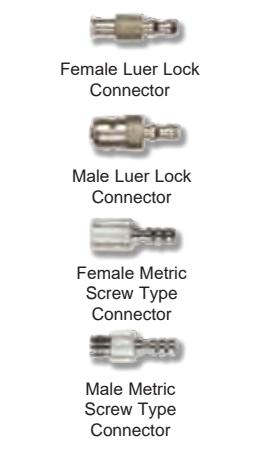 Female Luer Lock
Connector
Male Luer Lock
Connector
Female Metric
Screw Type
Connector
Male Metric
Screw Type
Connector